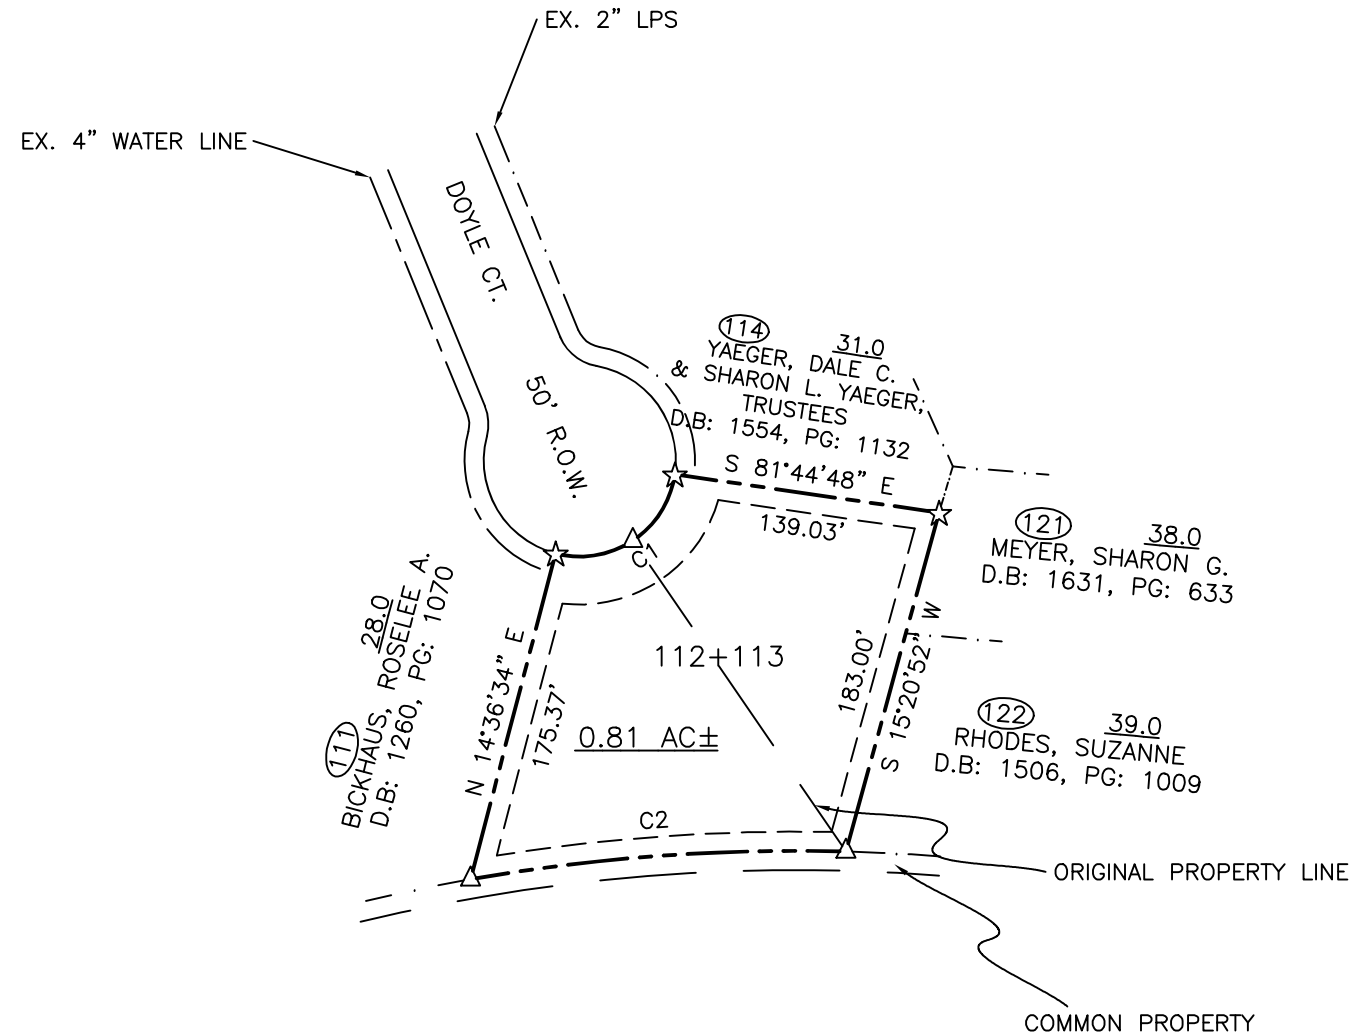 EX. 2” LPS
EX. 4” WATER LINE
DOYLE CT.
50’ R.O.W.
114
31.0
YAEGER, DALE C.
& SHARON L. YAEGER,
TRUSTEES
D.B: 1554, PG: 1132
S 81°44’48” E
139.03’
121
38.0
MEYER, SHARON G.
D.B: 1631, PG: 633
C1
28.0
111
BICKHAUS, ROSELEE A.
D.B: 1260, PG: 1070
N 14°36’34” E
175.37’
112+113
0.81 AC±
183.00’
S 15°20’52” W
122
39.0
RHODES, SUZANNE
D.B: 1506, PG: 1009
C2
ORIGINAL PROPERTY LINE
COMMON PROPERTY